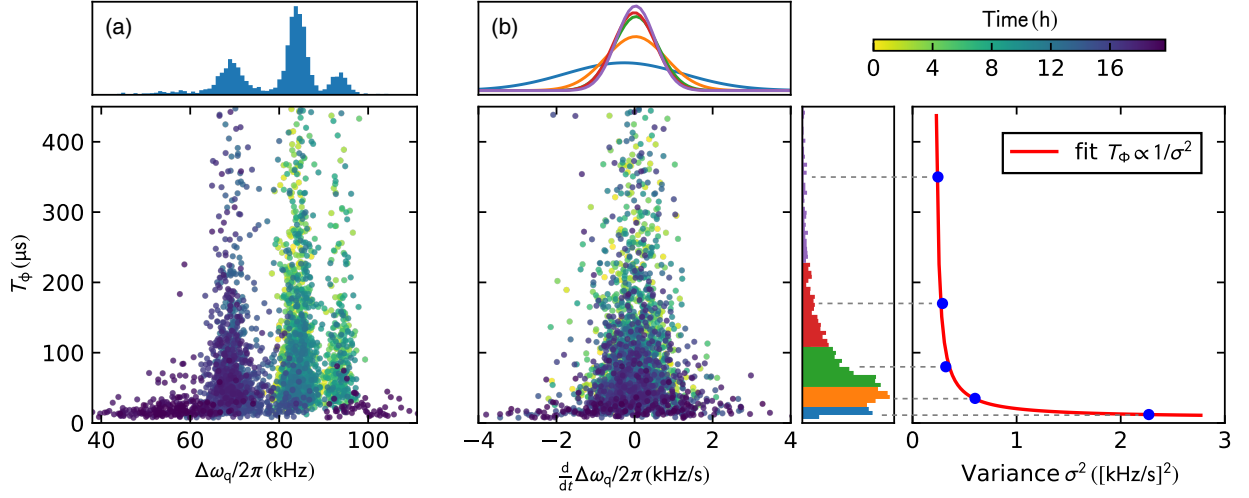 (a)
(b)
Time (h)
0 4 8 12 16
fit T_Φ ∝ 1/σ²
T_Φ (μs)
400
300
200
100
0
40 60 80 100
Δω_q/2π (kHz)
−4 −2 0 2 4
d/dt Δω_q/2π (kHz/s)
0 1 2 3
Variance σ² ([kHz/s]²)